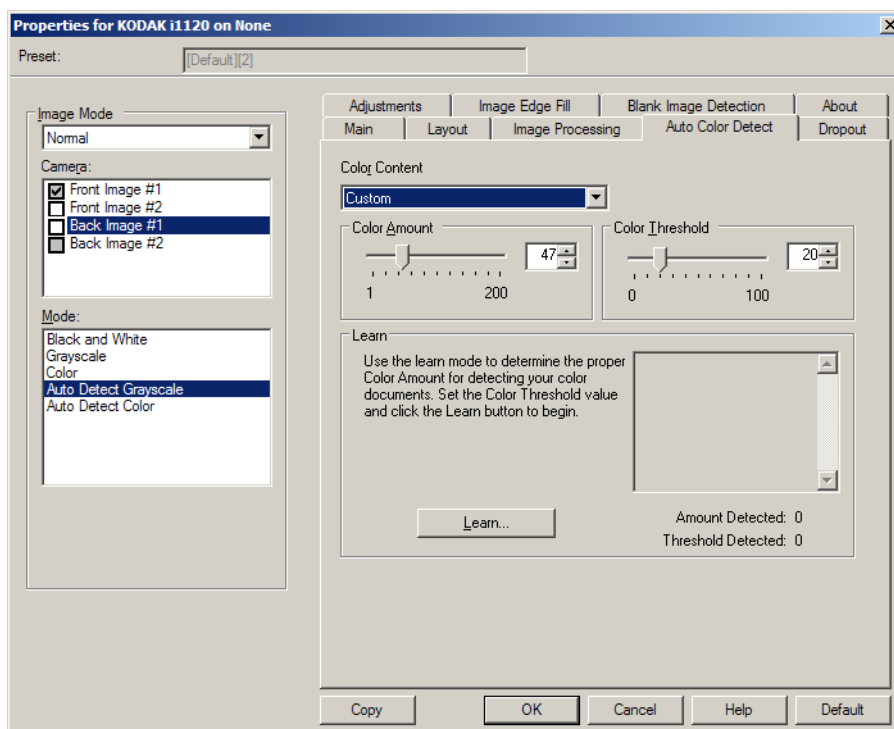 Properties for KODAK i1120 on None
Preset:
[Default][2]
Image Mode
Normal
Camera:
Front Image #1
Front Image #2
Back Image #1
Back Image #2
Mode:
Black and White
Grayscale
Color
Auto Detect Grayscale
Auto Detect Color
Adjustments Image Edge Fill Blank Image Detection About
Main Layout Image Processing Auto Color Detect Dropout
Color Content
Custom
Color Amount
47
1 200
Color Threshold
20
0 100
Learn
Use the learn mode to determine the proper
Color Amount for detecting your color
documents. Set the Color Threshold value
and click the Learn button to begin.
Learn...
Amount Detected: 0
Threshold Detected: 0
Copy OK Cancel Help Default